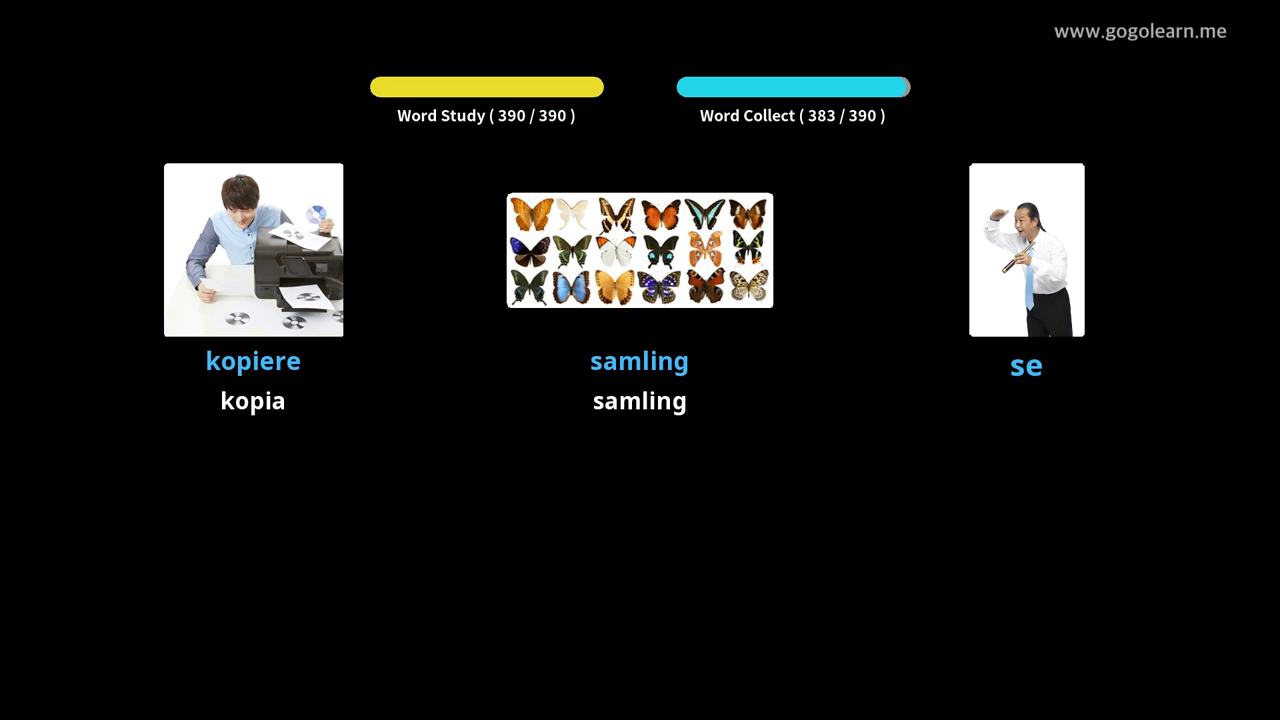 www.gogolearn.me
Word Study ( 390 / 390 )
Word Collect ( 383 / 390 )
kopiere
kopia
samling
samling
se